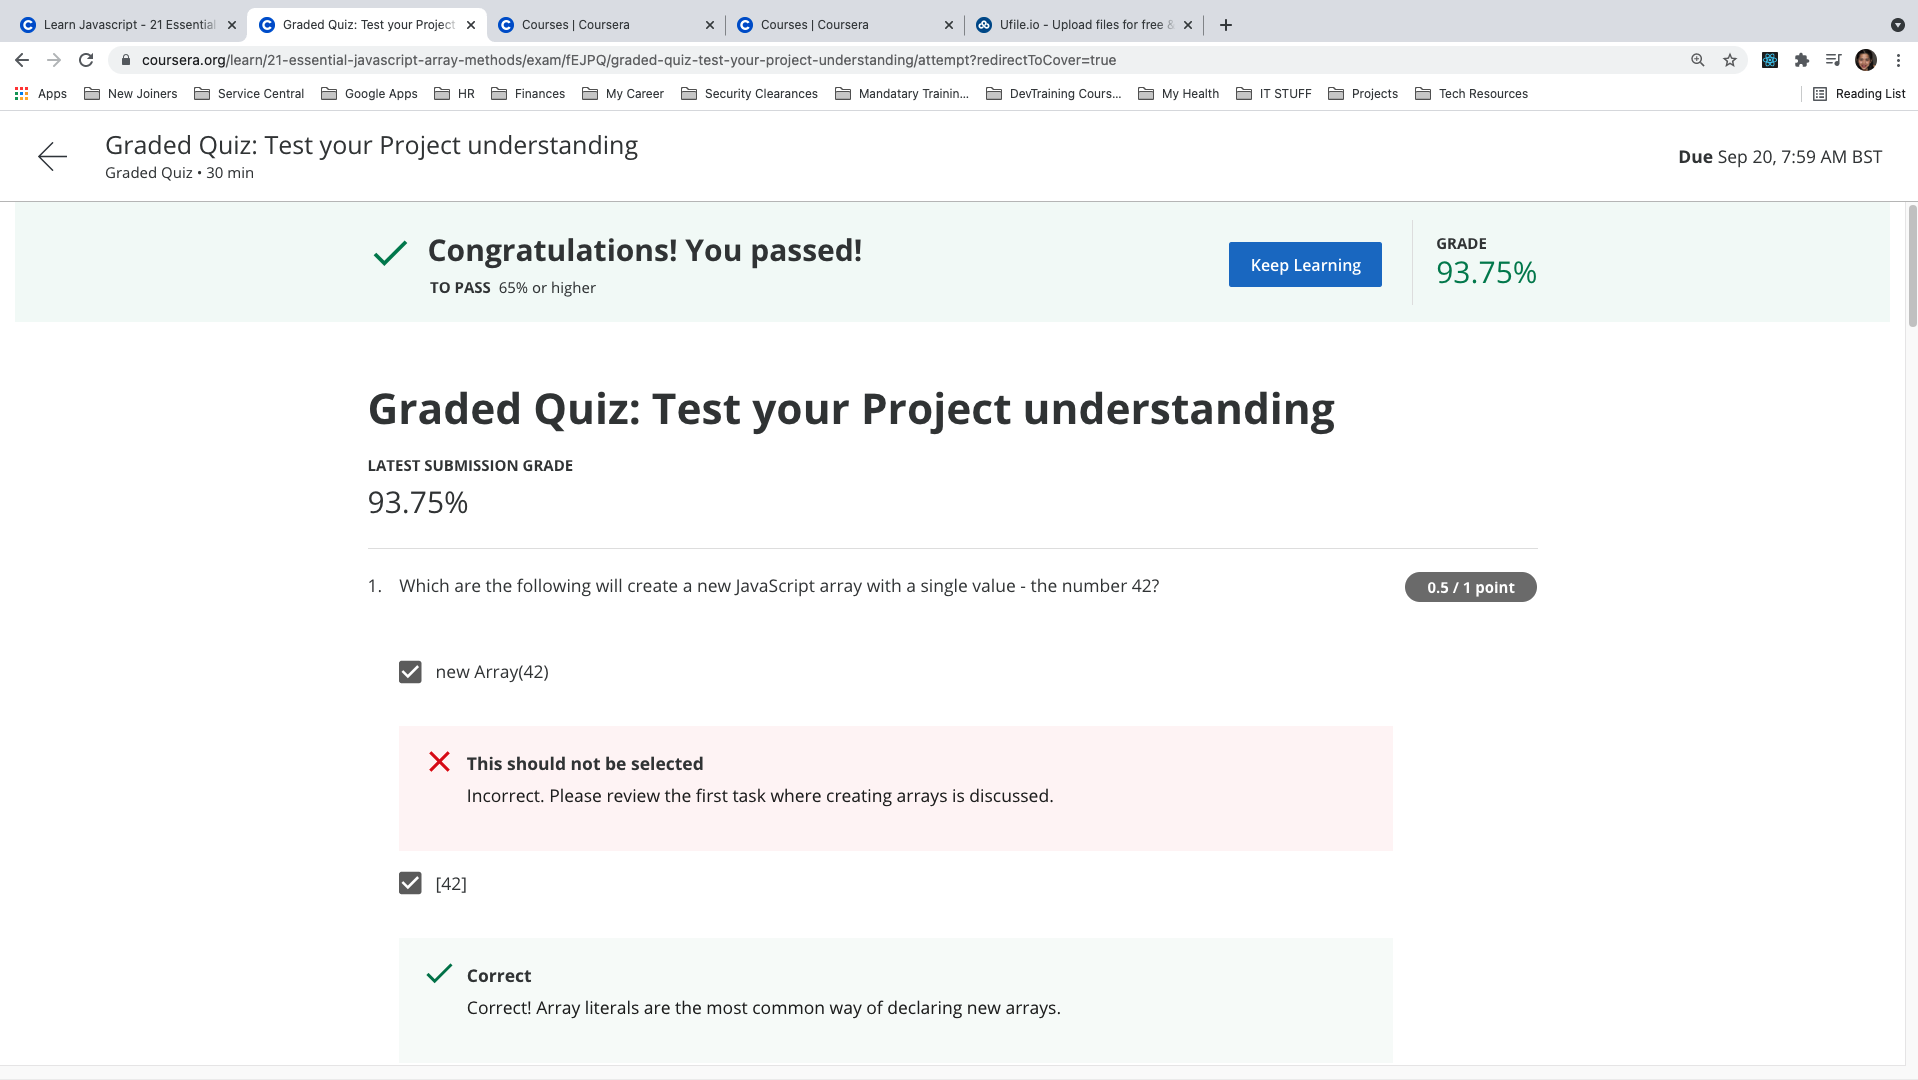 Learn Javascript - 21 Essential
Graded Quiz: Test your Project
Courses | Coursera
Courses | Coursera
Ufile.io - Upload files for free &
coursera.org/learn/21-essential-javascript-array-methods/exam/fEJPQ/graded-quiz-test-your-project-understanding/attempt?redirectToCover=true
Apps
New Joiners
Service Central
Google Apps
HR
Finances
My Career
Security Clearances
Mandatary Trainin...
DevTraining Cours...
My Health
IT STUFF
Projects
Tech Resources
Reading List
Graded Quiz: Test your Project understanding
Graded Quiz • 30 min
Due Sep 20, 7:59 AM BST
Congratulations! You passed!
TO PASS 65% or higher
Keep Learning
GRADE
93.75%
Graded Quiz: Test your Project understanding
LATEST SUBMISSION GRADE
93.75%
1. Which are the following will create a new JavaScript array with a single value - the number 42?
0.5 / 1 point
new Array(42)
This should not be selected
Incorrect. Please review the first task where creating arrays is discussed.
[42]
Correct
Correct! Array literals are the most common way of declaring new arrays.